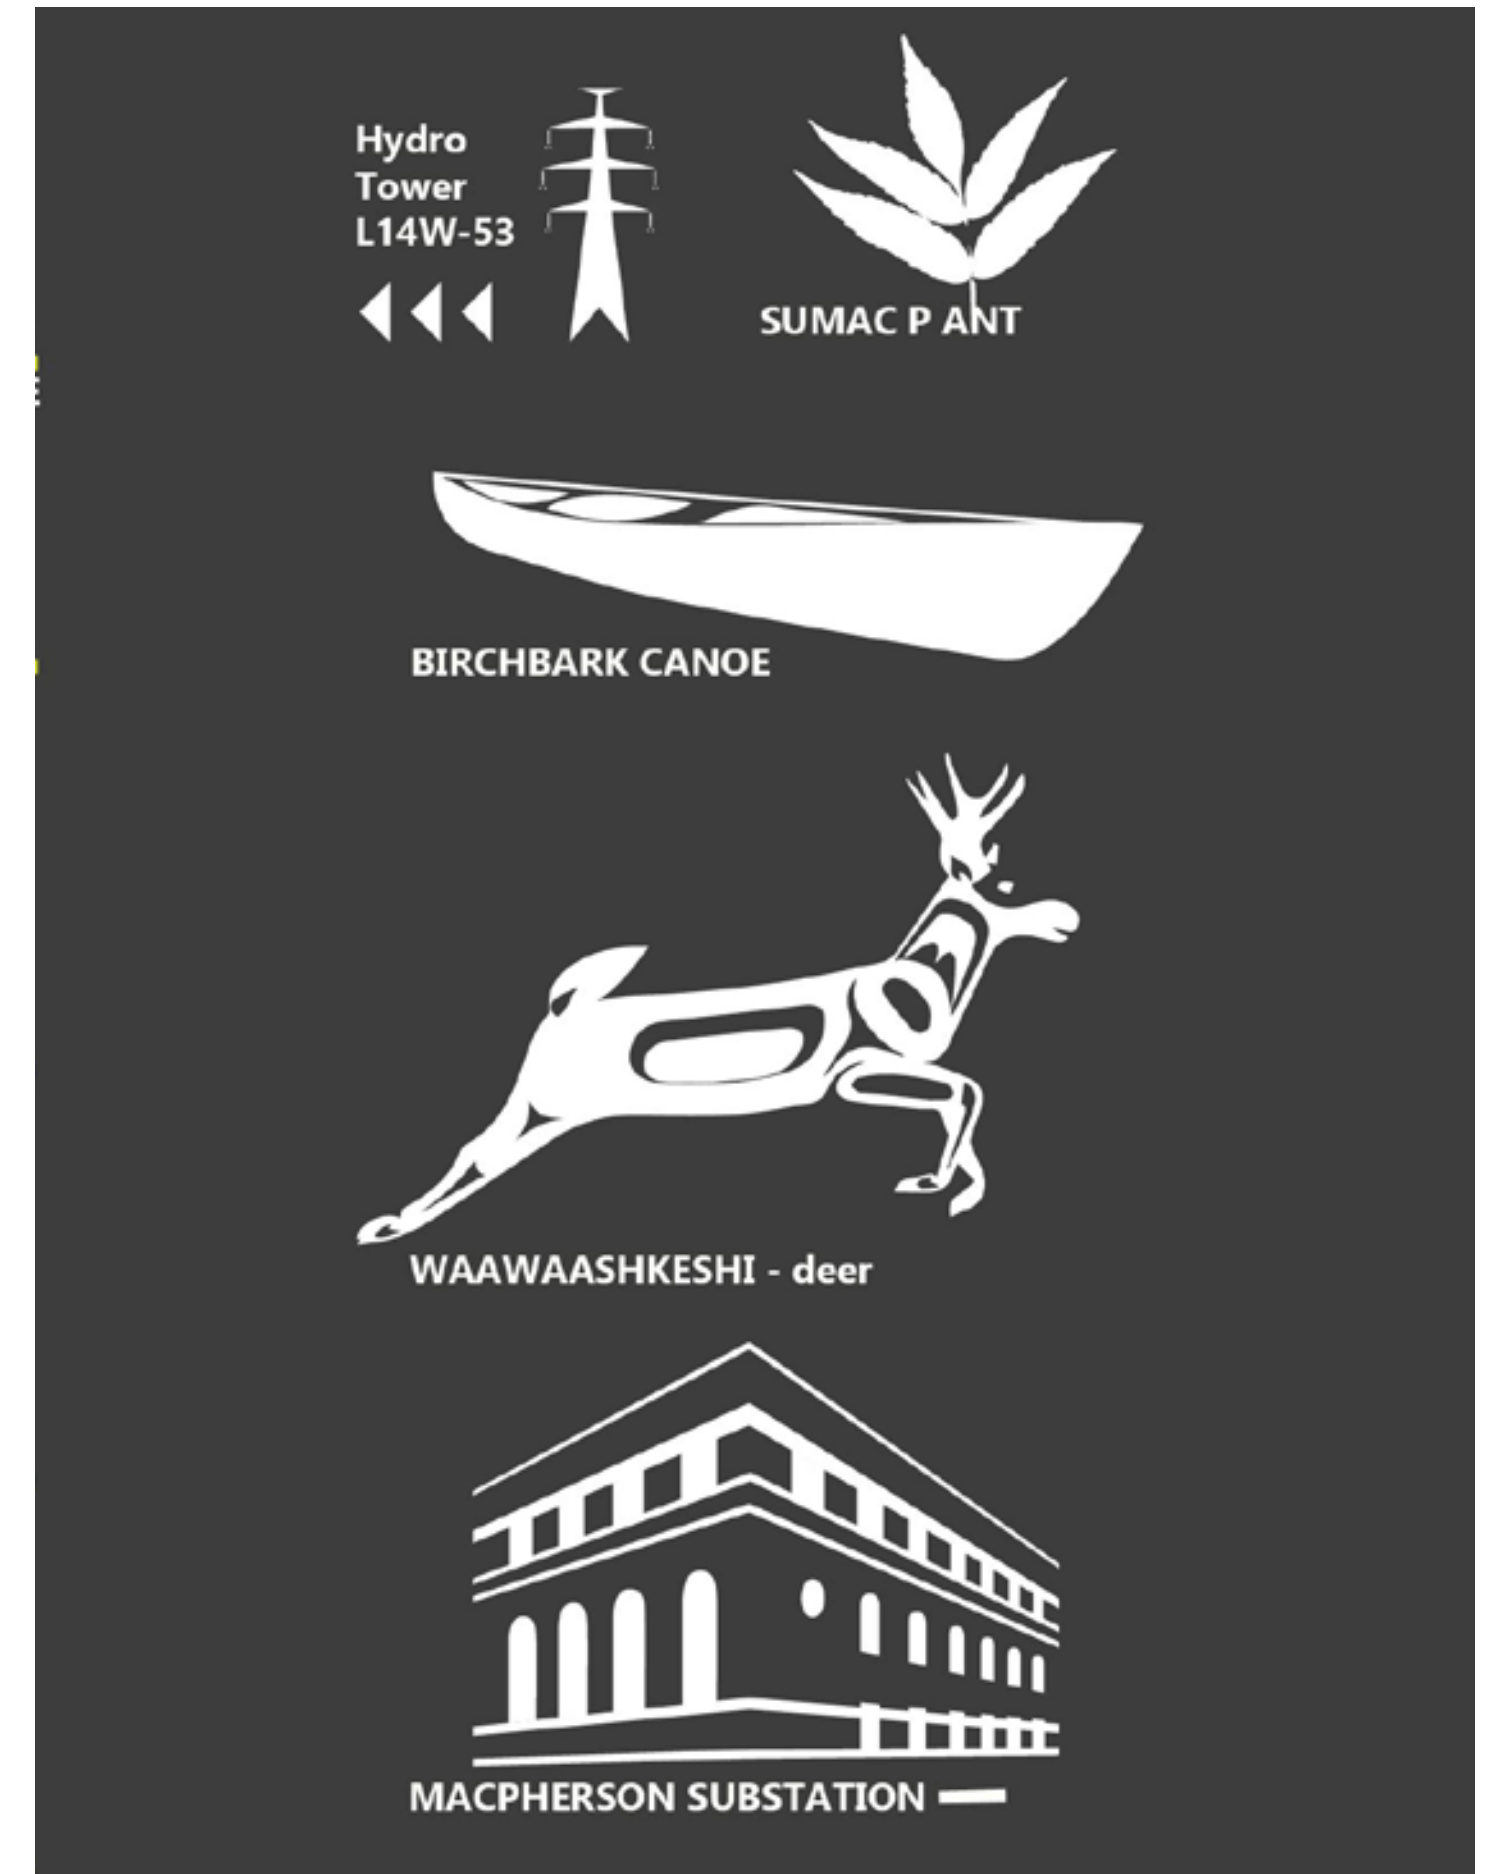 Hydro
Tower
L14W-53
SUMAC P ANT
BIRCHBARK CANOE
WAAWAASHKESHI - deer
MACPHERSON SUBSTATION